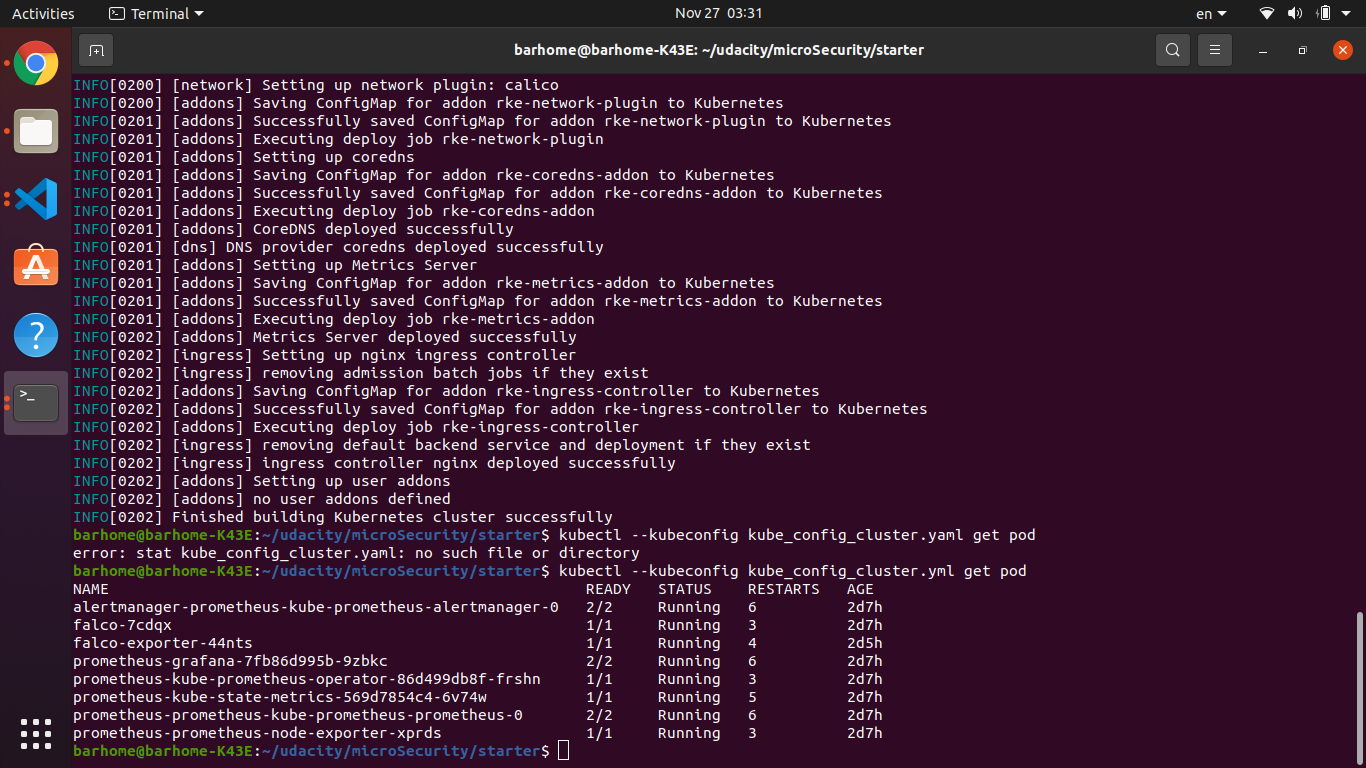 Activities Terminal Nov 27 03:31 en
barhome@barhome-K43E: ~/udacity/microSecurity/starter
INFO[0200] [network] Setting up network plugin: calico
INFO[0200] [addons] Saving ConfigMap for addon rke-network-plugin to Kubernetes
INFO[0201] [addons] Successfully saved ConfigMap for addon rke-network-plugin to Kubernetes
INFO[0201] [addons] Executing deploy job rke-network-plugin
INFO[0201] [addons] Setting up coredns
INFO[0201] [addons] Saving ConfigMap for addon rke-coredns-addon to Kubernetes
INFO[0201] [addons] Successfully saved ConfigMap for addon rke-coredns-addon to Kubernetes
INFO[0201] [addons] Executing deploy job rke-coredns-addon
INFO[0201] [addons] CoreDNS deployed successfully
INFO[0201] [dns] DNS provider coredns deployed successfully
INFO[0201] [addons] Setting up Metrics Server
INFO[0201] [addons] Saving ConfigMap for addon rke-metrics-addon to Kubernetes
INFO[0201] [addons] Successfully saved ConfigMap for addon rke-metrics-addon to Kubernetes
INFO[0201] [addons] Executing deploy job rke-metrics-addon
INFO[0202] [addons] Metrics Server deployed successfully
INFO[0202] [ingress] Setting up nginx ingress controller
INFO[0202] [ingress] removing admission batch jobs if they exist
INFO[0202] [addons] Saving ConfigMap for addon rke-ingress-controller to Kubernetes
INFO[0202] [addons] Successfully saved ConfigMap for addon rke-ingress-controller to Kubernetes
INFO[0202] [addons] Executing deploy job rke-ingress-controller
INFO[0202] [ingress] removing default backend service and deployment if they exist
INFO[0202] [ingress] ingress controller nginx deployed successfully
INFO[0202] [addons] Setting up user addons
INFO[0202] [addons] no user addons defined
INFO[0202] Finished building Kubernetes cluster successfully
barhome@barhome-K43E:~/udacity/microSecurity/starter$ kubectl --kubeconfig kube_config_cluster.yaml get pod
error: stat kube_config_cluster.yaml: no such file or directory
barhome@barhome-K43E:~/udacity/microSecurity/starter$ kubectl --kubeconfig kube_config_cluster.yml get pod
NAME READY STATUS RESTARTS AGE
alertmanager-prometheus-kube-prometheus-alertmanager-0 2/2 Running 6 2d7h
falco-7cdqx 1/1 Running 3 2d7h
falco-exporter-44nts 1/1 Running 4 2d5h
prometheus-grafana-7fb86d995b-9zbkc 2/2 Running 6 2d7h
prometheus-kube-prometheus-operator-86d499db8f-frshn 1/1 Running 3 2d7h
prometheus-kube-state-metrics-569d7854c4-6v74w 1/1 Running 5 2d7h
prometheus-prometheus-kube-prometheus-prometheus-0 2/2 Running 6 2d7h
prometheus-prometheus-node-exporter-xprds 1/1 Running 3 2d7h
barhome@barhome-K43E:~/udacity/microSecurity/starter$